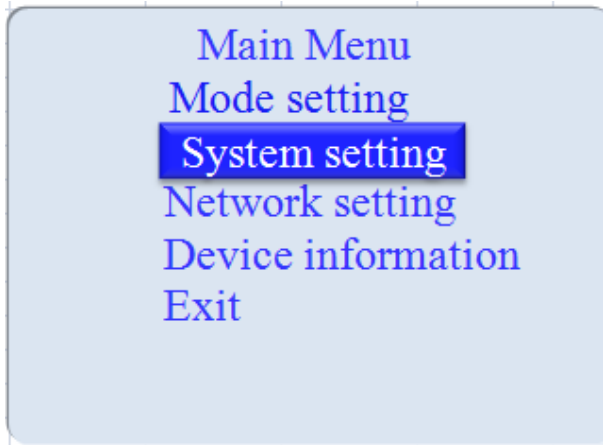 Main Menu
Mode setting
System setting
Network setting
Device information
Exit